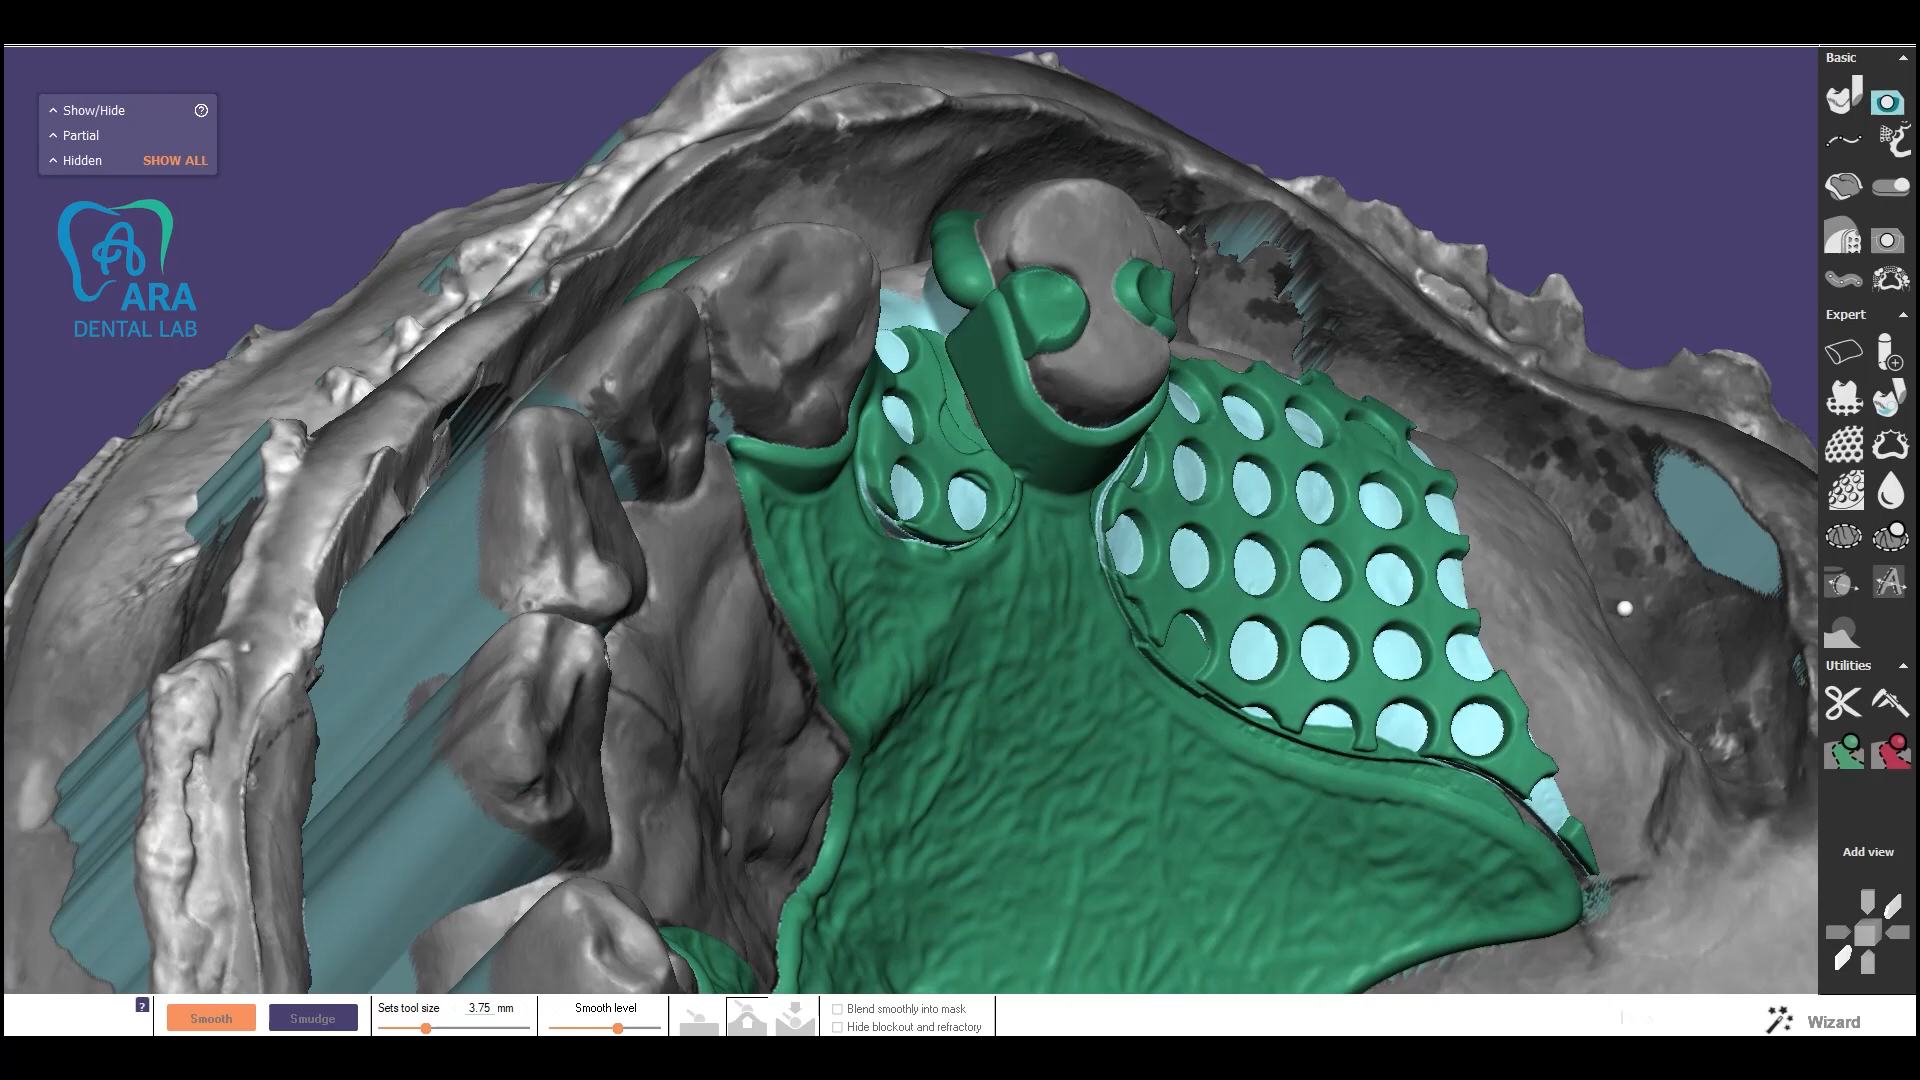 Show/Hide
Partial
Hidden SHOW ALL
ARA
DENTAL LAB
Basic
Expert
Utilities
Add view
?
Smooth
Smudge
Sets tool size 3.75 mm
Smooth level
Blend smoothly into mask
Hide blockout and refractory
Wizard